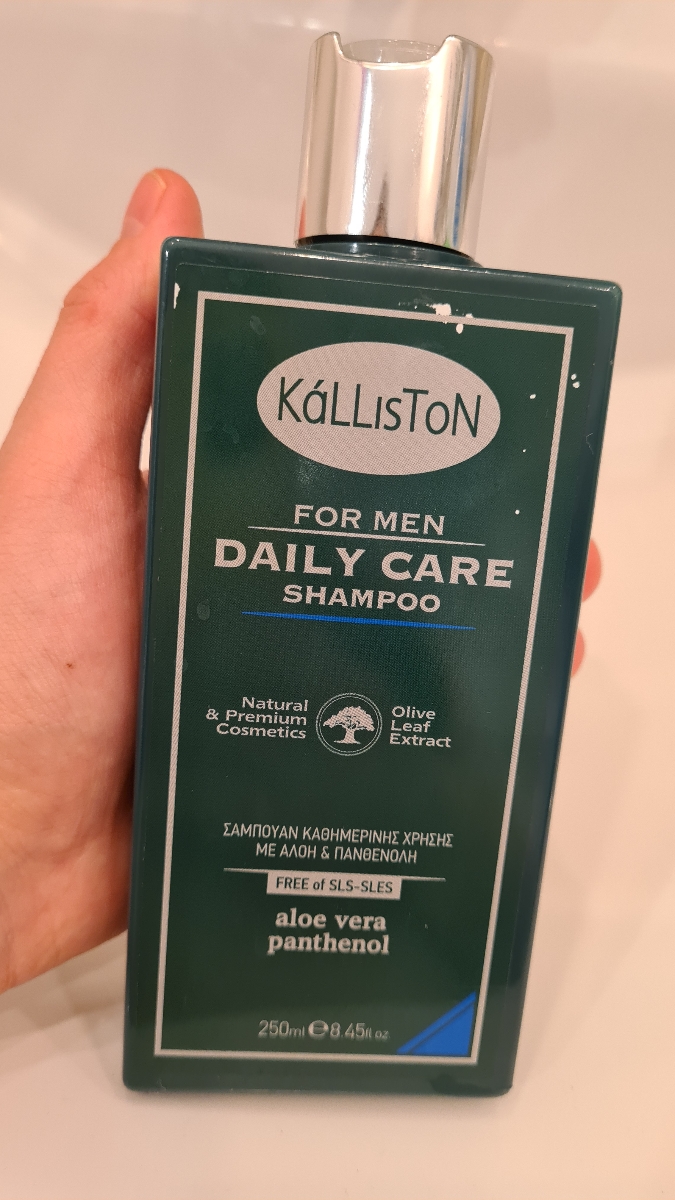 KáLLısToN
FOR MEN
DAILY CARE
SHAMPOO
Natural
& Premium
Cosmetics
Olive
Leaf
Extract
ΣΑΜΠΟΥΑΝ ΚΑΘΗΜΕΡΙΝΗΣ ΧΡΗΣΗΣ
ΜΕ ΑΛΟΗ & ΠΑΝΘΕΝΟΛΗ
FREE of SLS-SLES
aloe vera
panthenol
250ml ℮ 8.45fl oz